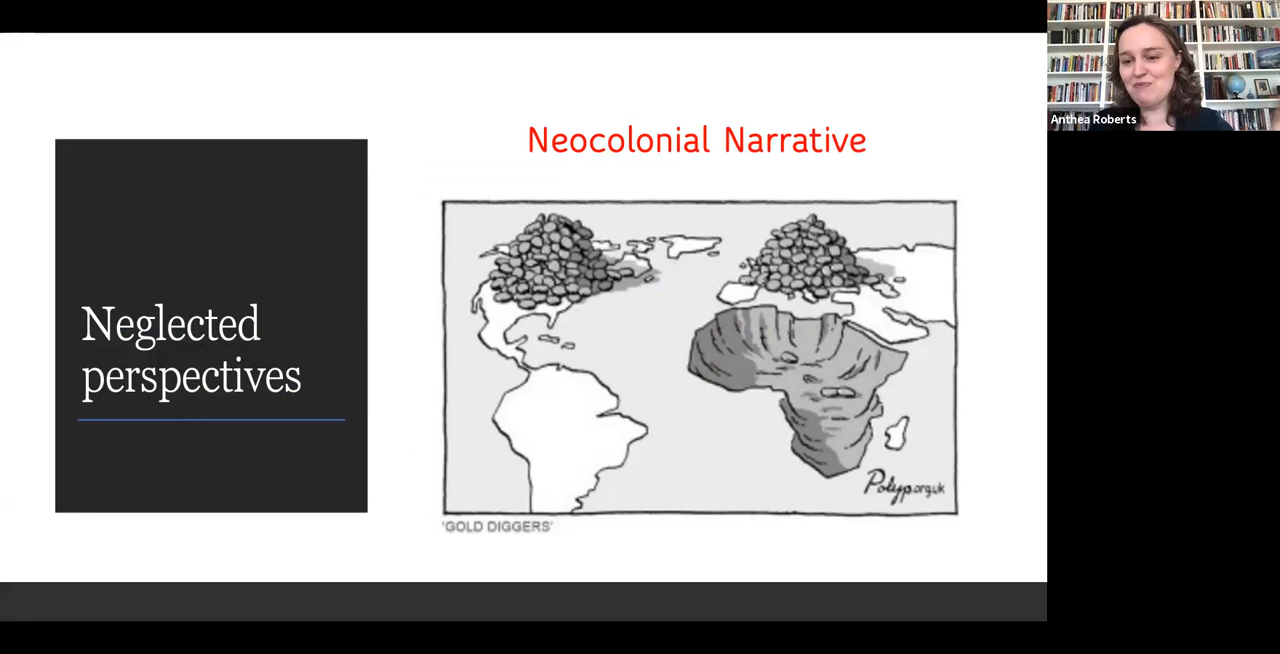 Anthea Roberts
Neocolonial Narrative
Neglected
perspectives
Polyp.org.uk
'GOLD DIGGERS'